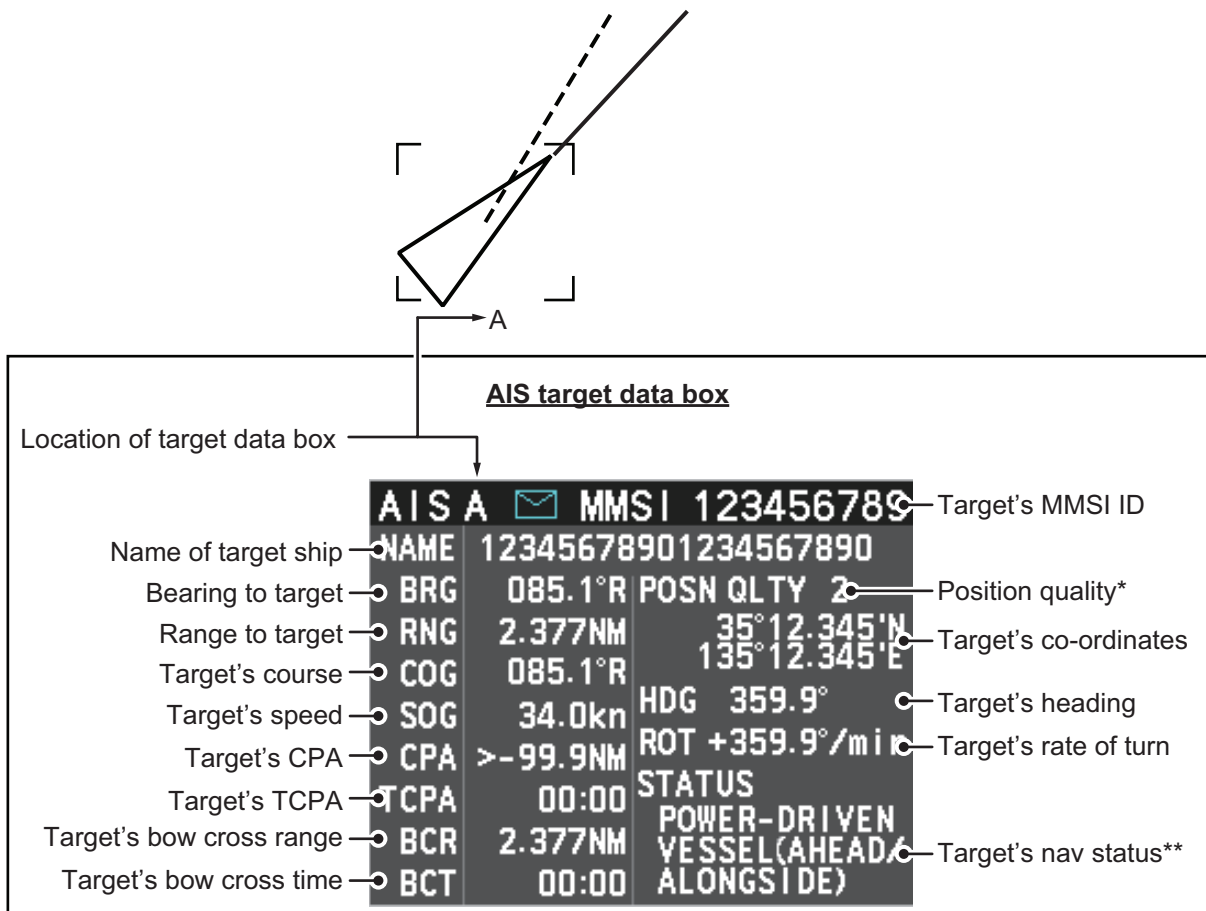 A
AIS target data box
Location of target data box
AIS A MMSI 123456789
Target's MMSI ID
Name of target ship
NAME 12345678901234567890
Bearing to target
BRG 085.1°R
POSN QLTY 2
Position quality*
Range to target
RNG 2.377NM
35°12.345'N
135°12.345'E
Target's co-ordinates
Target's course
COG 085.1°R
HDG 359.9°
Target's heading
Target's speed
SOG 34.0kn
ROT +359.9°/min
Target's rate of turn
Target's CPA
CPA >-99.9NM
Target's TCPA
TCPA 00:00
STATUS
POWER-DRIVEN
VESSEL(AHEAD/
ALONGSIDE)
Target's nav status**
Target's bow cross range
BCR 2.377NM
Target's bow cross time
BCT 00:00